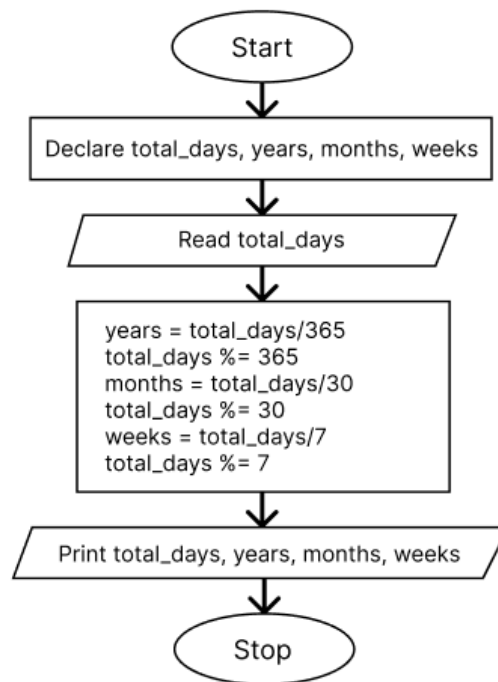 Start
Declare total_days, years, months, weeks
Read total_days
years = total_days/365
total_days %= 365
months = total_days/30
total_days %= 30
weeks = total_days/7
total_days %= 7
Print total_days, years, months, weeks
Stop